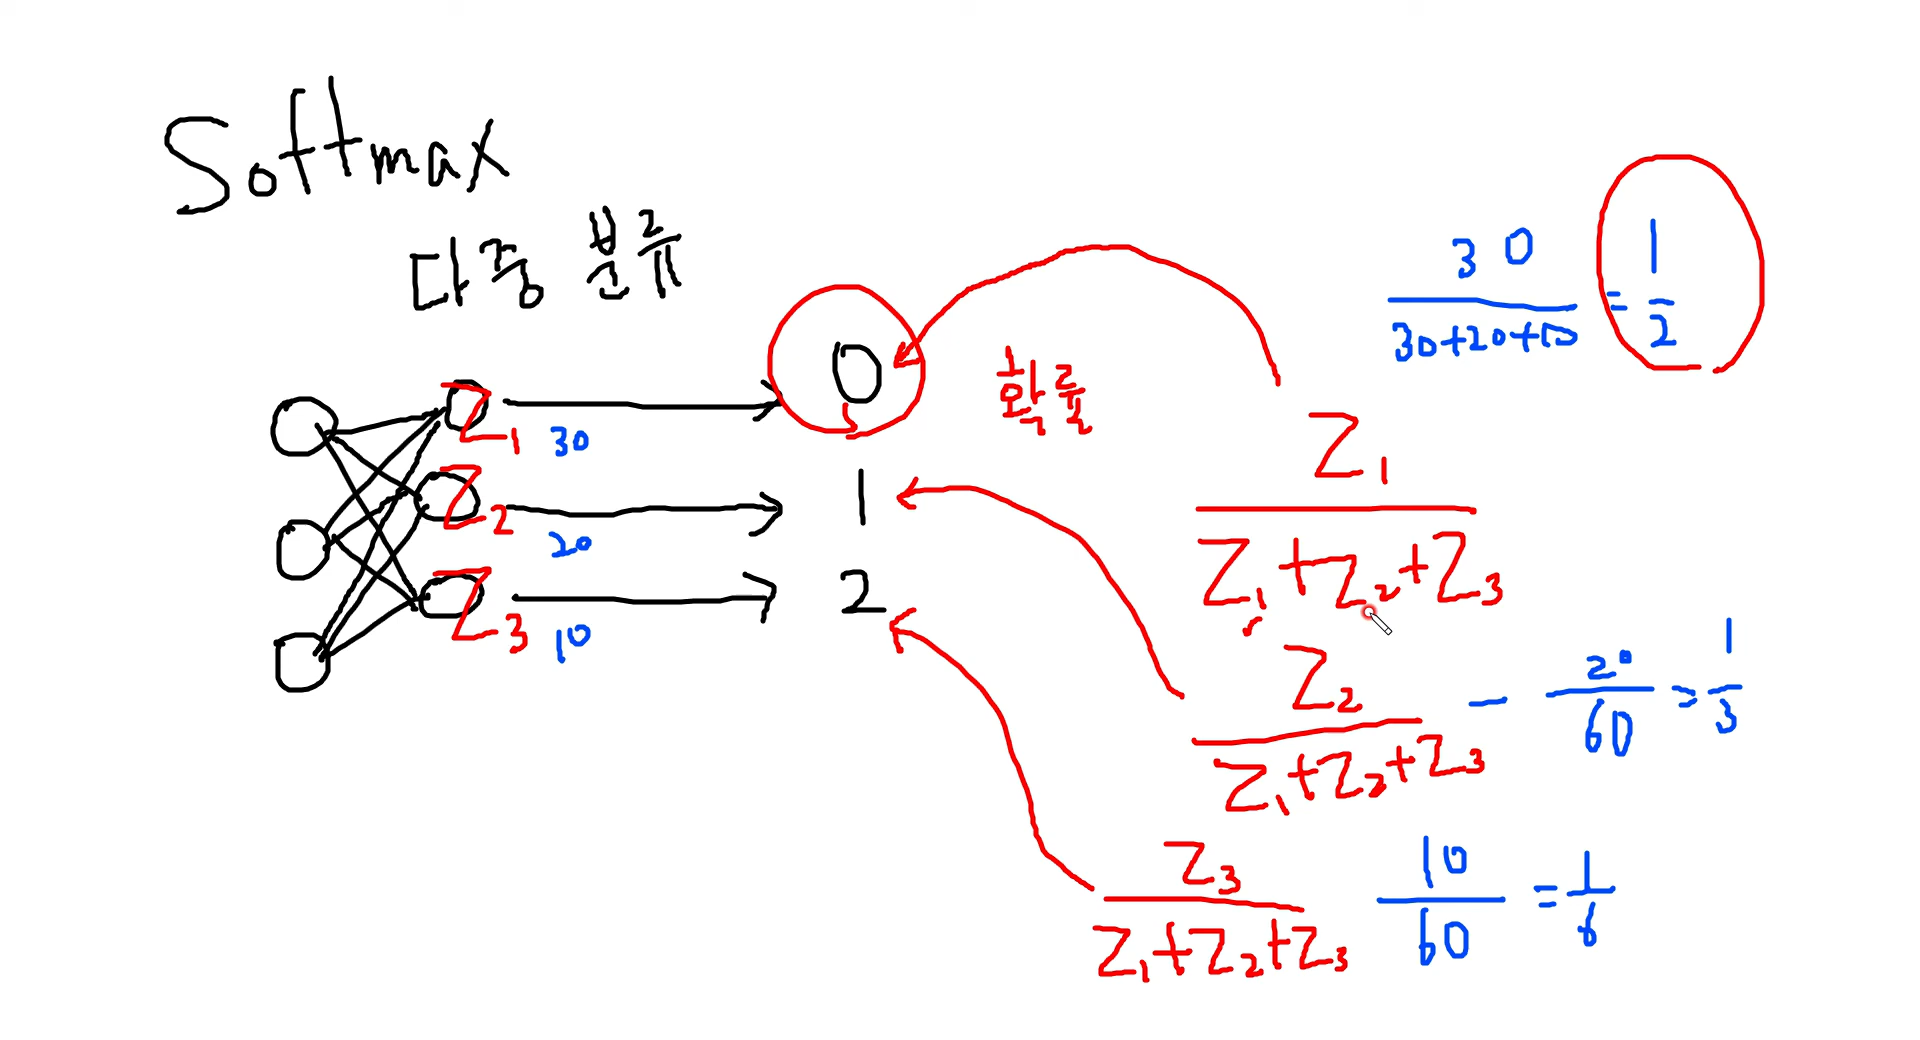 Softmax
다중 분류
Z1 30
Z2 20
Z3 10
0
1
2
확률
Z1
Z1+Z2+Z3
30
30+20+10
= 1/2
Z2
Z1+Z2+Z3
- 20/60 = 1/3
Z3
Z1+Z2+Z3
10/60 = 1/6